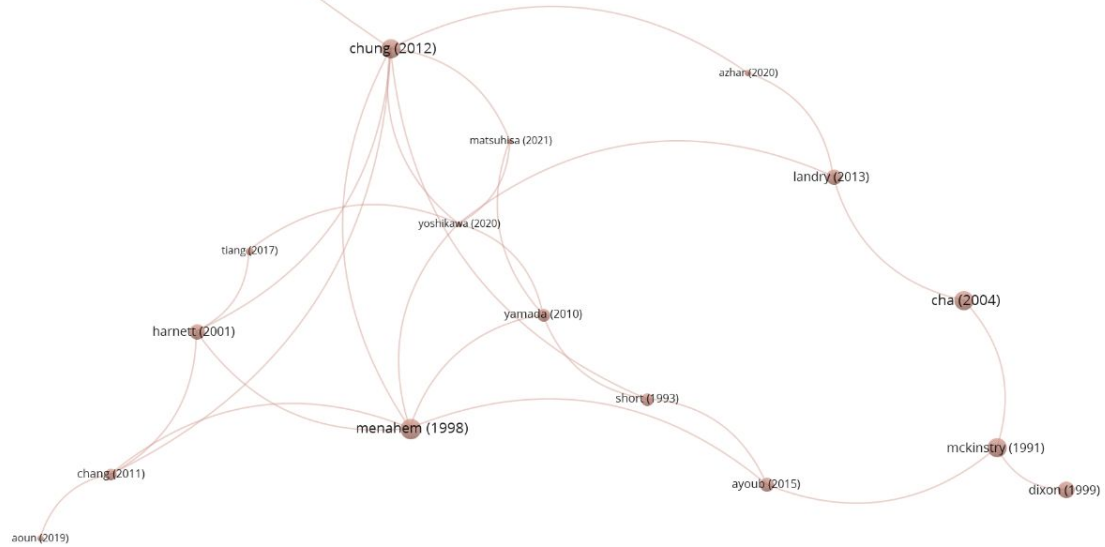 chung (2012)
azhar (2020)
matsuhisa (2021)
landry (2013)
yoshikawa (2020)
tiang (2017)
cha (2004)
yamada (2010)
harnett (2001)
short (1993)
menahem (1998)
mckinstry (1991)
chang (2011)
ayoub (2015)
dixon (1999)
aoun (2019)